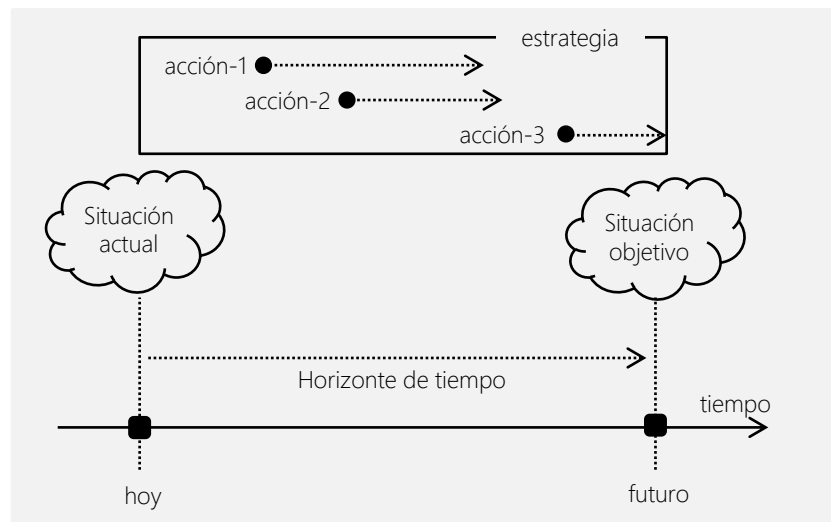 estrategia
acción-1
acción-2
acción-3
Situación
actual
Situación
objetivo
Horizonte de tiempo
tiempo
hoy
futuro